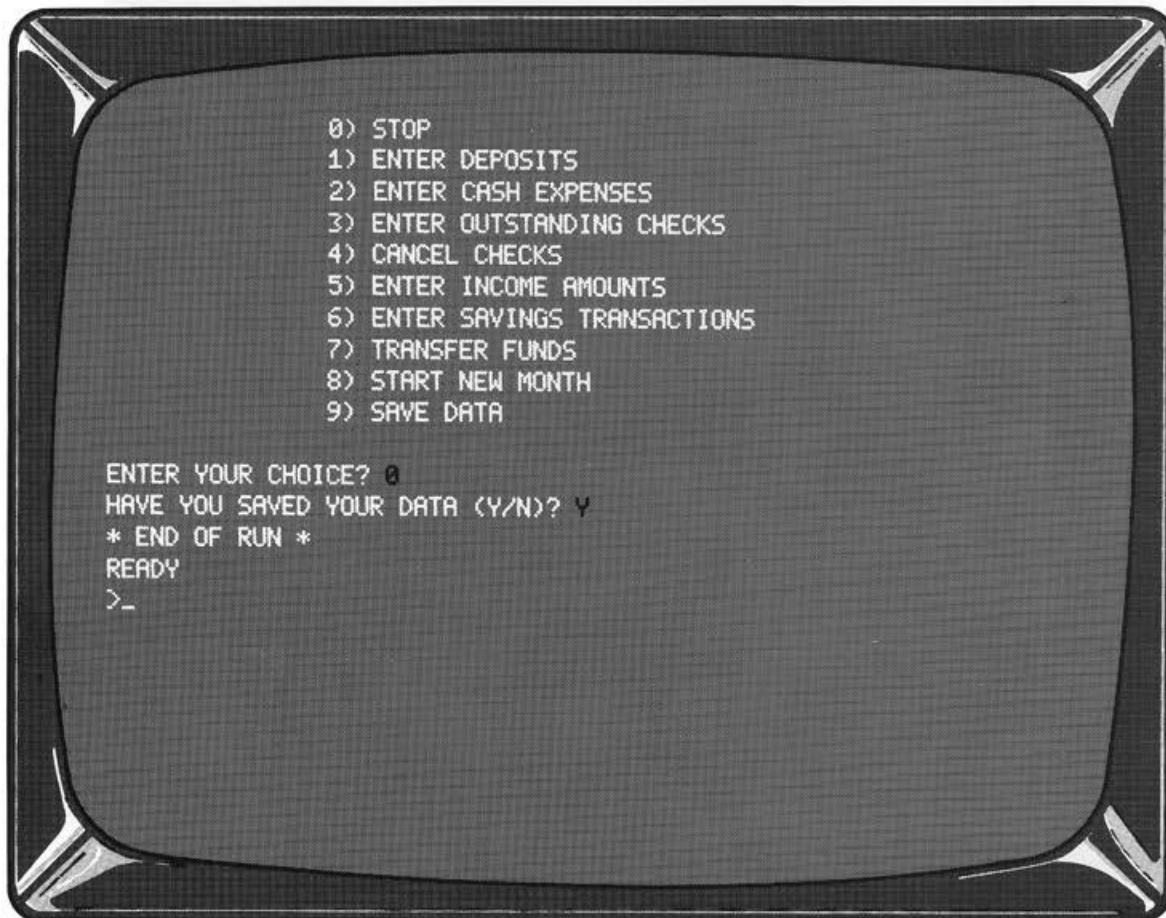 0) STOP
1) ENTER DEPOSITS
2) ENTER CASH EXPENSES
3) ENTER OUTSTANDING CHECKS
4) CANCEL CHECKS
5) ENTER INCOME AMOUNTS
6) ENTER SAVINGS TRANSACTIONS
7) TRANSFER FUNDS
8) START NEW MONTH
9) SAVE DATA
ENTER YOUR CHOICE? 0
HAVE YOU SAVED YOUR DATA (Y/N)? Y
* END OF RUN *
READY
>_